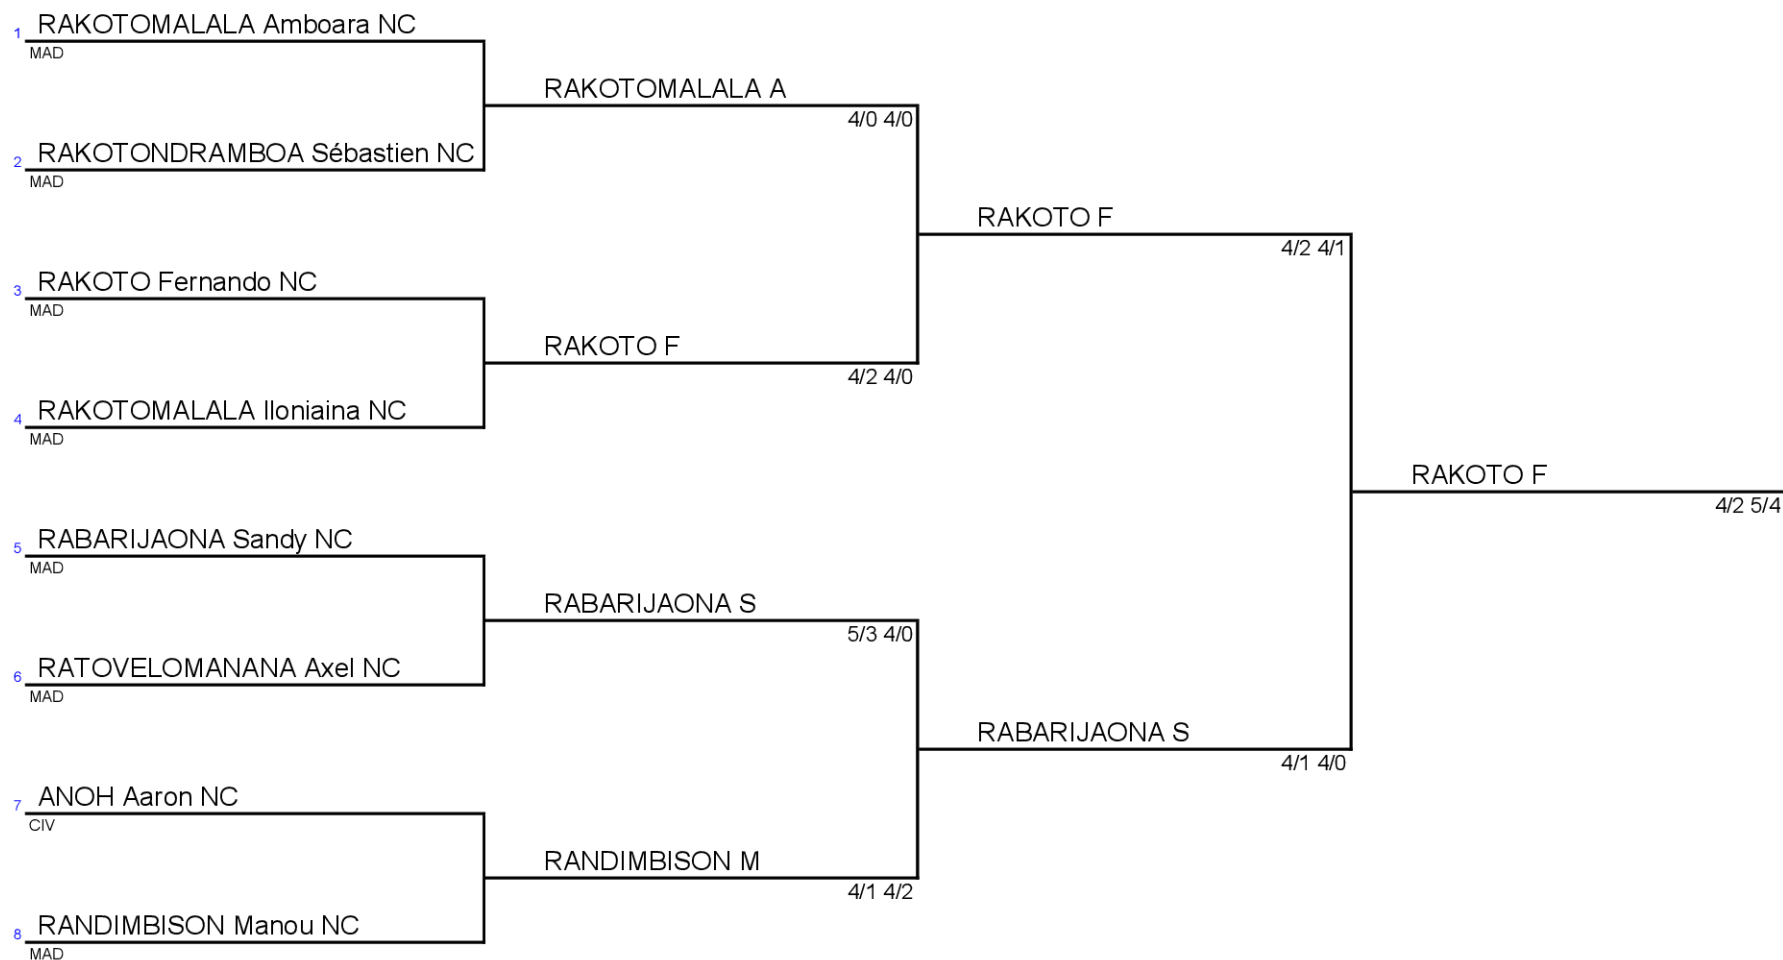 1 RAKOTOMALALA Amboara NC
MAD
RAKOTOMALALA A
4/0 4/0
2 RAKOTONDRAMBOA Sébastien NC
MAD
RAKOTO F
4/2 4/1
3 RAKOTO Fernando NC
MAD
RAKOTO F
4/2 4/0
4 RAKOTOMALALA Iloniaina NC
MAD
RAKOTO F
4/2 5/4
5 RABARIJAONA Sandy NC
MAD
RABARIJAONA S
5/3 4/0
6 RATOVELOMANANA Axel NC
MAD
RABARIJAONA S
4/1 4/0
7 ANOH Aaron NC
CIV
RANDIMBISON M
4/1 4/2
8 RANDIMBISON Manou NC
MAD